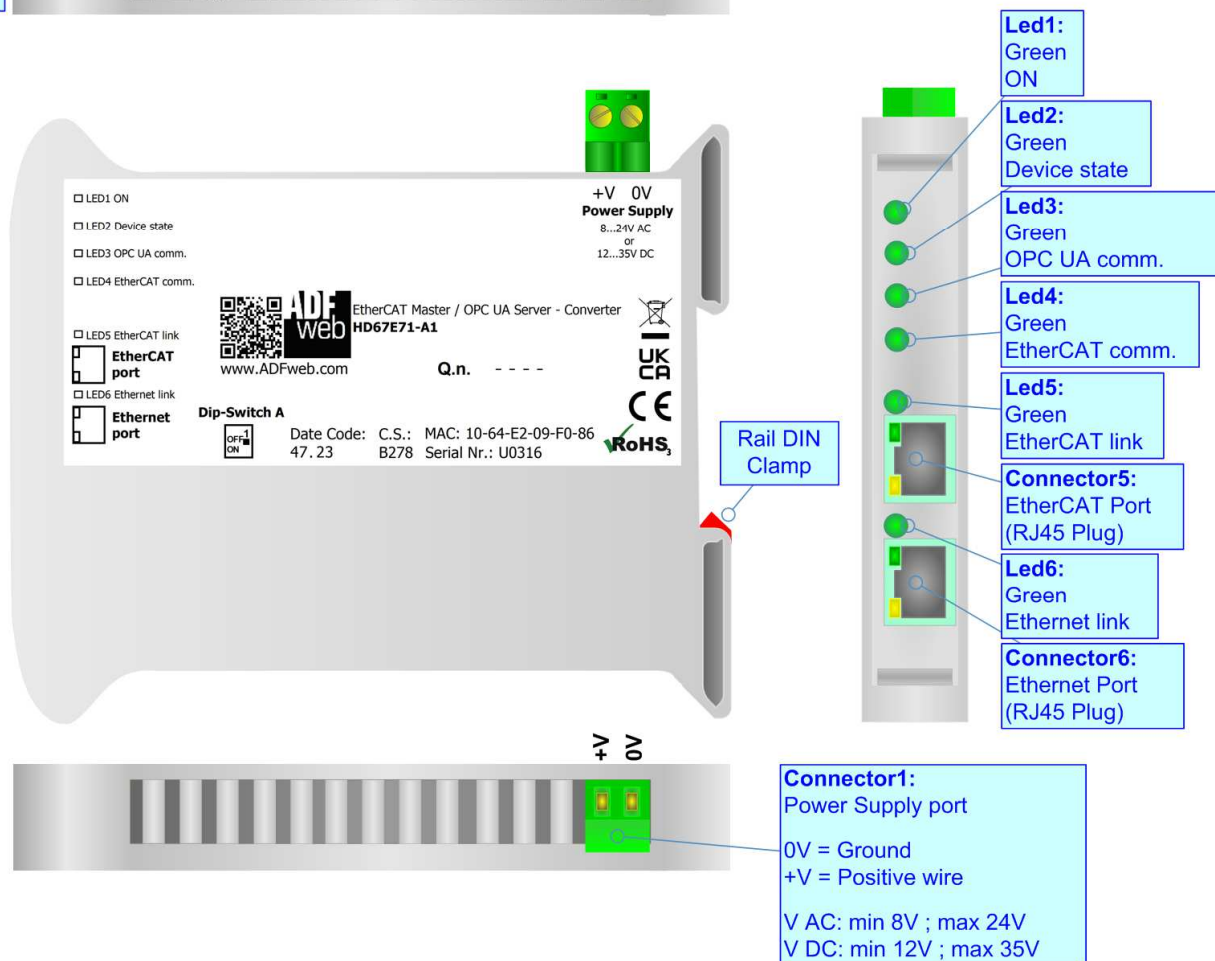 LED1 ON
LED2 Device state
LED3 OPC UA comm.
LED4 EtherCAT comm.
LED5 EtherCAT link
EtherCAT
port
LED6 Ethernet link
Ethernet
port
Dip-Switch A
OFF 1
ON
ADF
web
www.ADFweb.com
EtherCAT Master / OPC UA Server - Converter
HD67E71-A1
Q.n. - - - -
Date Code: C.S.: MAC: 10-64-E2-09-F0-86
47.23 B278 Serial Nr.: U0316
+V 0V
Power Supply
8...24V AC
or
12...35V DC
UK
CA
CE
RoHS3
Rail DIN
Clamp
Led1:
Green
ON
Led2:
Green
Device state
Led3:
Green
OPC UA comm.
Led4:
Green
EtherCAT comm.
Led5:
Green
EtherCAT link
Connector5:
EtherCAT Port
(RJ45 Plug)
Led6:
Green
Ethernet link
Connector6:
Ethernet Port
(RJ45 Plug)
+V
0V
Connector1:
Power Supply port
0V = Ground
+V = Positive wire
V AC: min 8V ; max 24V
V DC: min 12V ; max 35V